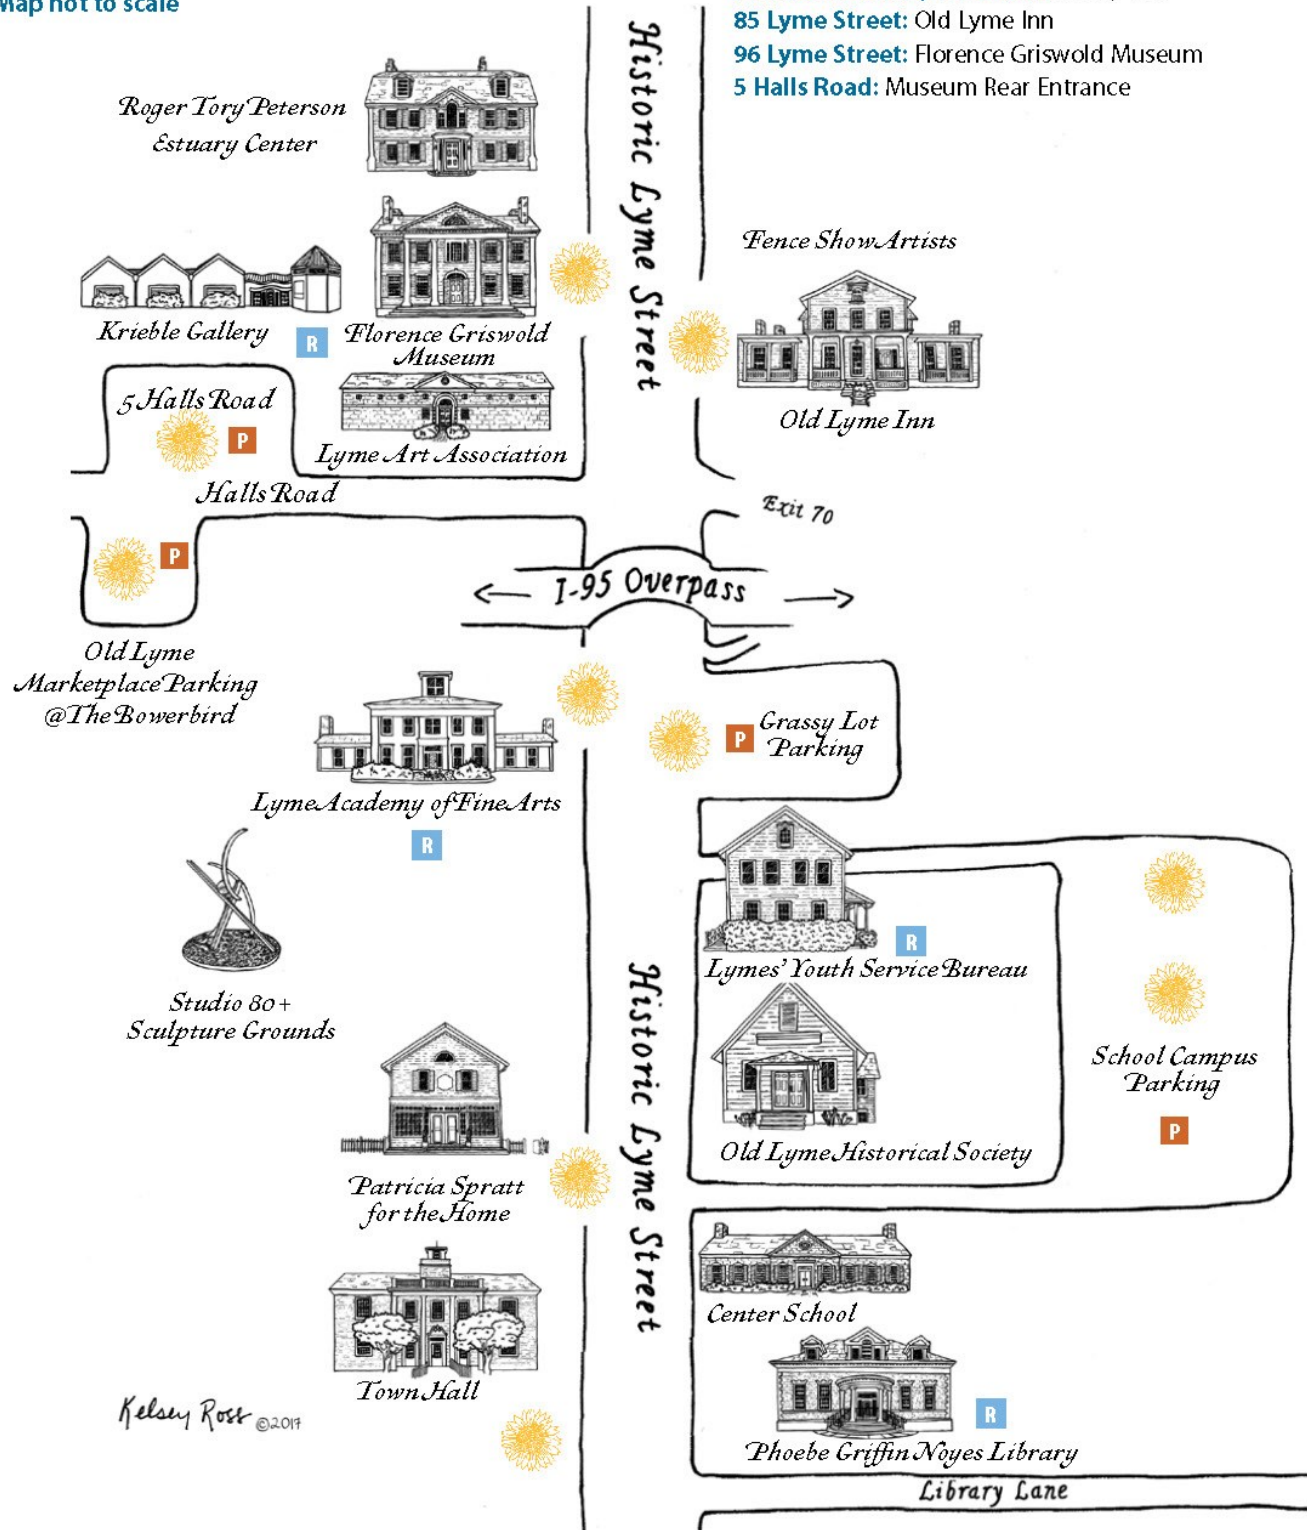 Map not to scale
85 Lyme Street: Old Lyme Inn
96 Lyme Street: Florence Griswold Museum
5 Halls Road: Museum Rear Entrance
Historic Lyme Street
Roger Tory Peterson
Estuary Center
Fence Show Artists
Krieble Gallery
R
Florence Griswold
Museum
Old Lyme Inn
5 Halls Road
P
Lyme Art Association
Halls Road
Exit 70
P
I-95 Overpass
Old Lyme
Marketplace Parking
@The Bowerbird
P
Grassy Lot
Parking
Lyme Academy of Fine Arts
R
R
Lymes' Youth Service Bureau
Studio 80+
Sculpture Grounds
Historic Lyme Street
School Campus
Parking
P
Old Lyme Historical Society
Patricia Spratt
for the Home
Center School
Town Hall
Kelsey Ross ©2017
R
Phoebe Griffin Noyes Library
Library Lane